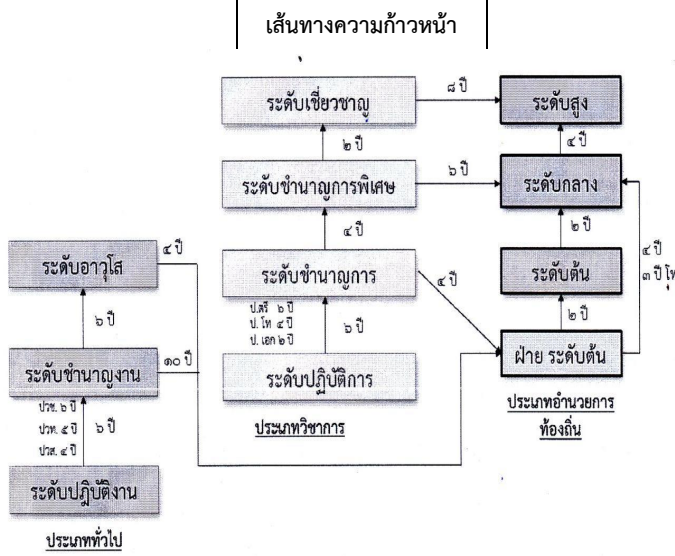 เส้นทางความก้าวหน้า
ระดับเชี่ยวชาญ
๘ ปี
ระดับสูง
๒ ปี
๔ ปี
ระดับชำนาญการพิเศษ
๖ ปี
ระดับกลาง
๔ ปี
๒ ปี
๔ ปี
๓ ปี โท
ระดับอาวุโส
๔ ปี
ระดับชำนาญการ
๔ ปี
ระดับต้น
๖ ปี
ป.ตรี ๖ ปี
ป. โท ๔ ปี
ป. เอก ๒ ปี
๖ ปี
๒ ปี
ระดับชำนาญงาน
๑๐ ปี
ระดับปฏิบัติการ
ฝ่าย ระดับต้น
ปวช. ๖ ปี
ปวท. ๕ ปี
ปวส. ๔ ปี
๖ ปี
ประเภทวิชาการ
ประเภทอำนวยการ
ท้องถิ่น
ระดับปฏิบัติงาน
ประเภททั่วไป